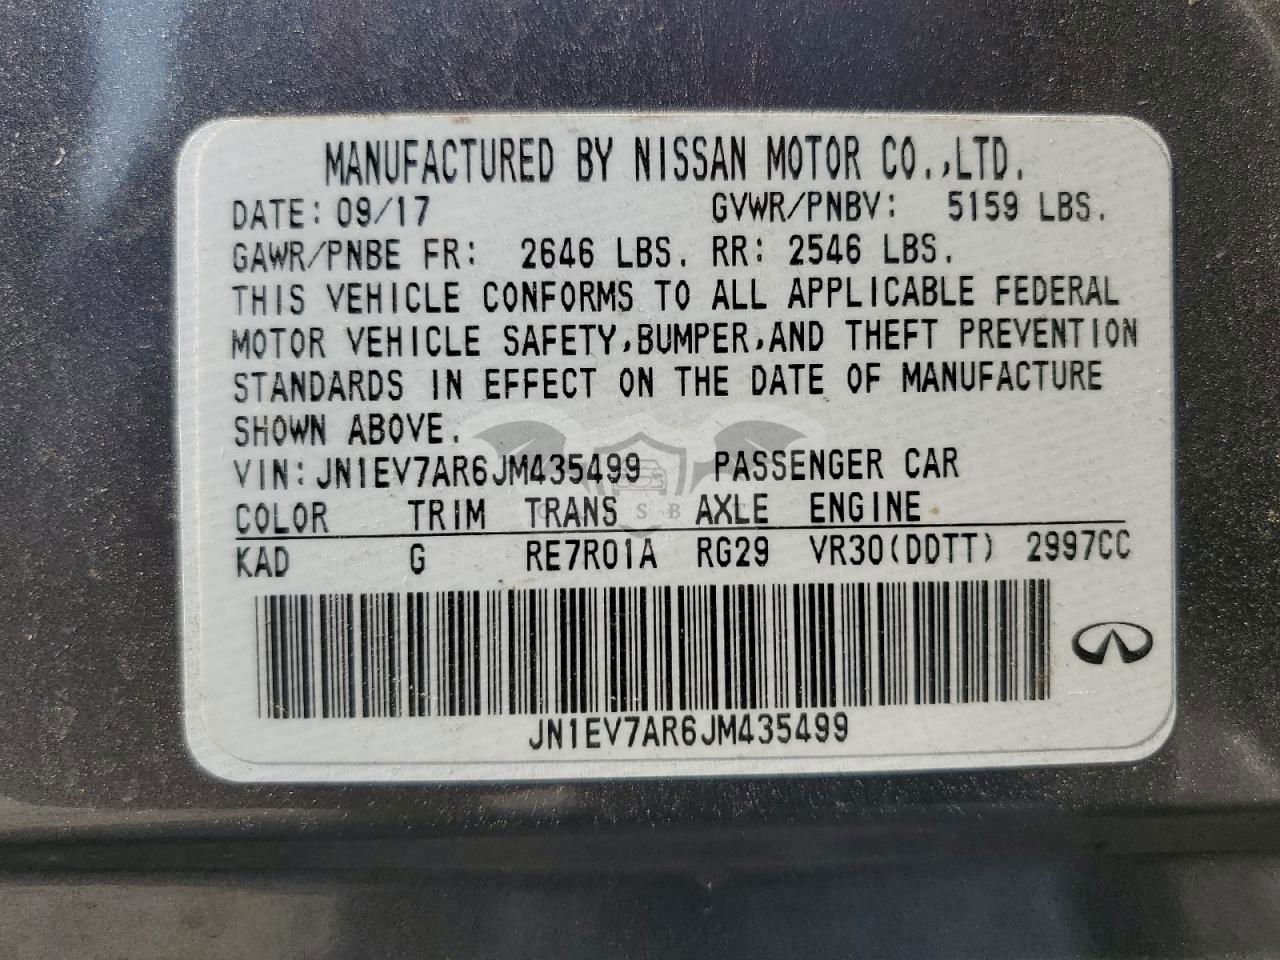 MANUFACTURED BY NISSAN MOTOR CO.,LTD.
DATE: 09/17 GVWR/PNBV: 5159 LBS.
GAWR/PNBE FR: 2646 LBS. RR: 2546 LBS.
THIS VEHICLE CONFORMS TO ALL APPLICABLE FEDERAL
MOTOR VEHICLE SAFETY,BUMPER,AND THEFT PREVENTION
STANDARDS IN EFFECT ON THE DATE OF MANUFACTURE
SHOWN ABOVE.
VIN:JN1EV7AR6JM435499 PASSENGER CAR
COLOR TRIM TRANS AXLE ENGINE
KAD G RE7R01A RG29 VR30(DDTT) 2997CC
JN1EV7AR6JM435499